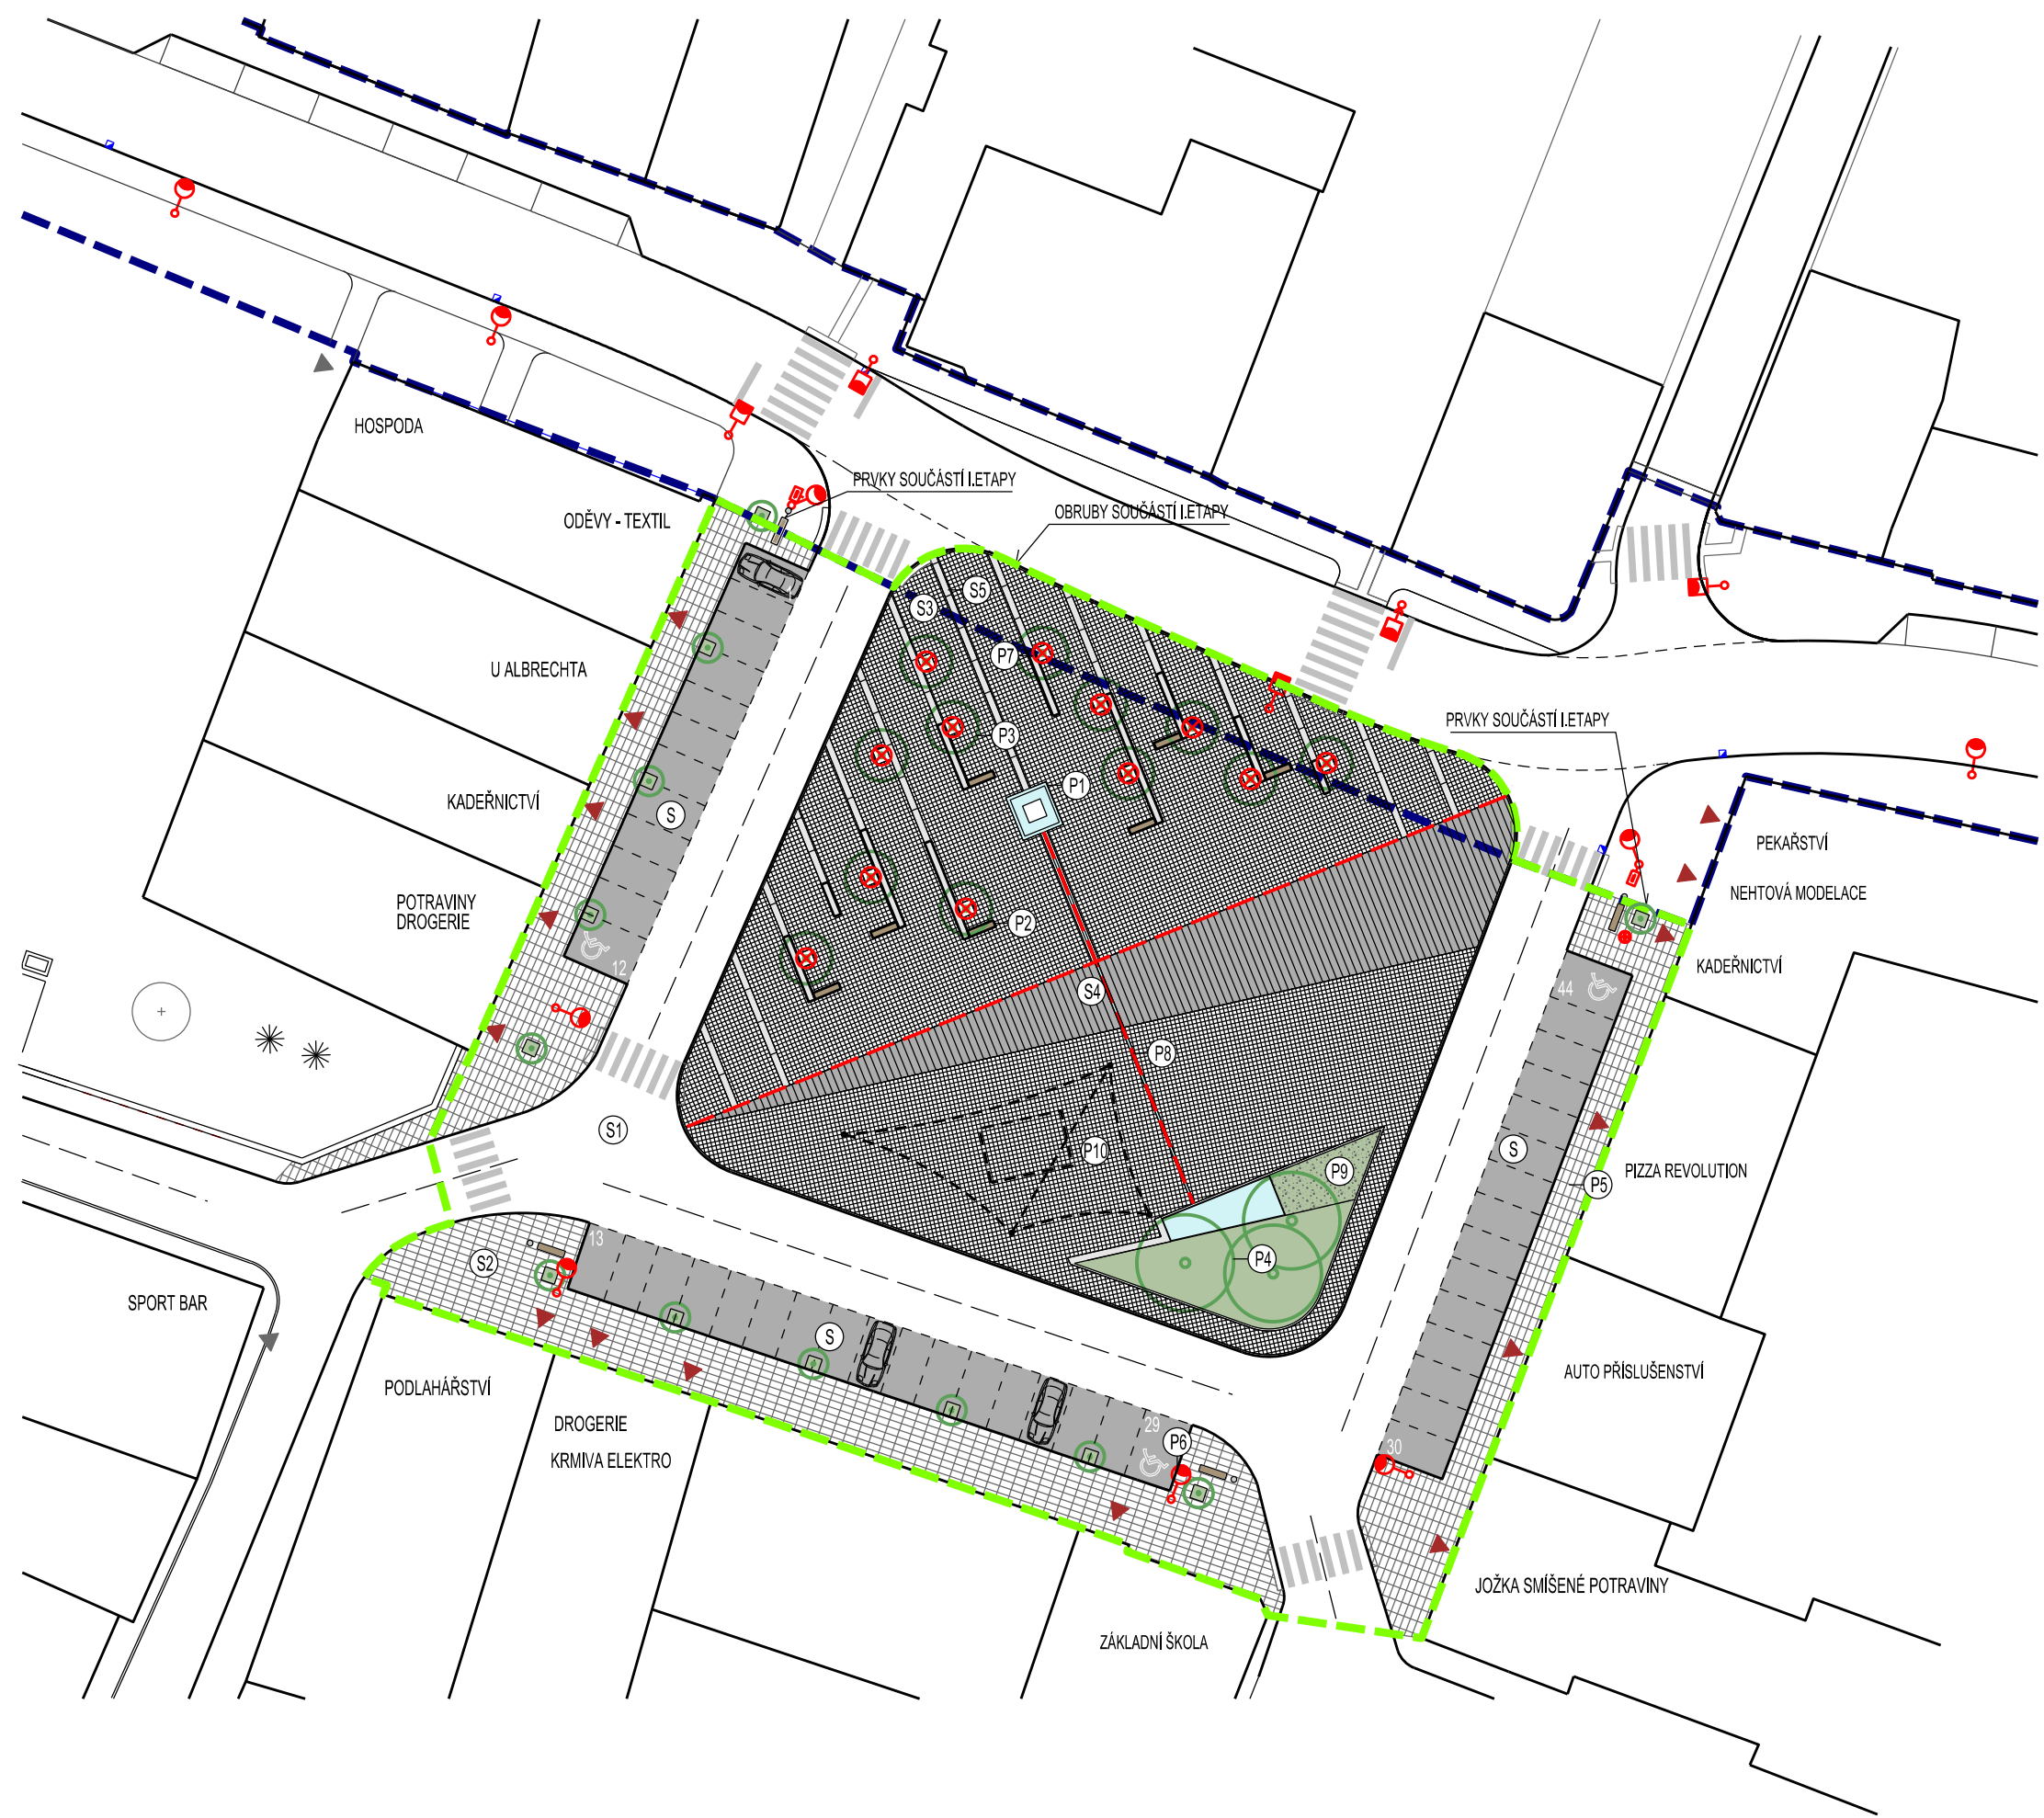 HOSPODA
PRVKY SOUČÁSTÍ I.ETAPY
ODĚVY - TEXTIL
OBRUBY SOUČÁSTÍ I.ETAPY
S5
S3
P7
U ALBRECHTA
PRVKY SOUČÁSTÍ I.ETAPY
P3
P1
KADEŘNICTVÍ
S
PEKAŘSTVÍ
NEHTOVÁ MODELACE
POTRAVINY
DROGERIE
P2
12
KADEŘNICTVÍ
44
S4
P8
S1
P10
S
P9
PIZZA REVOLUTION
P5
13
S2
P4
SPORT BAR
S
AUTO PŘÍSLUŠENSTVÍ
PODLAHÁŘSTVÍ
DROGERIE
29
P6
30
KRMIVA ELEKTRO
JOŽKA SMÍŠENÉ POTRAVINY
ZÁKLADNÍ ŠKOLA